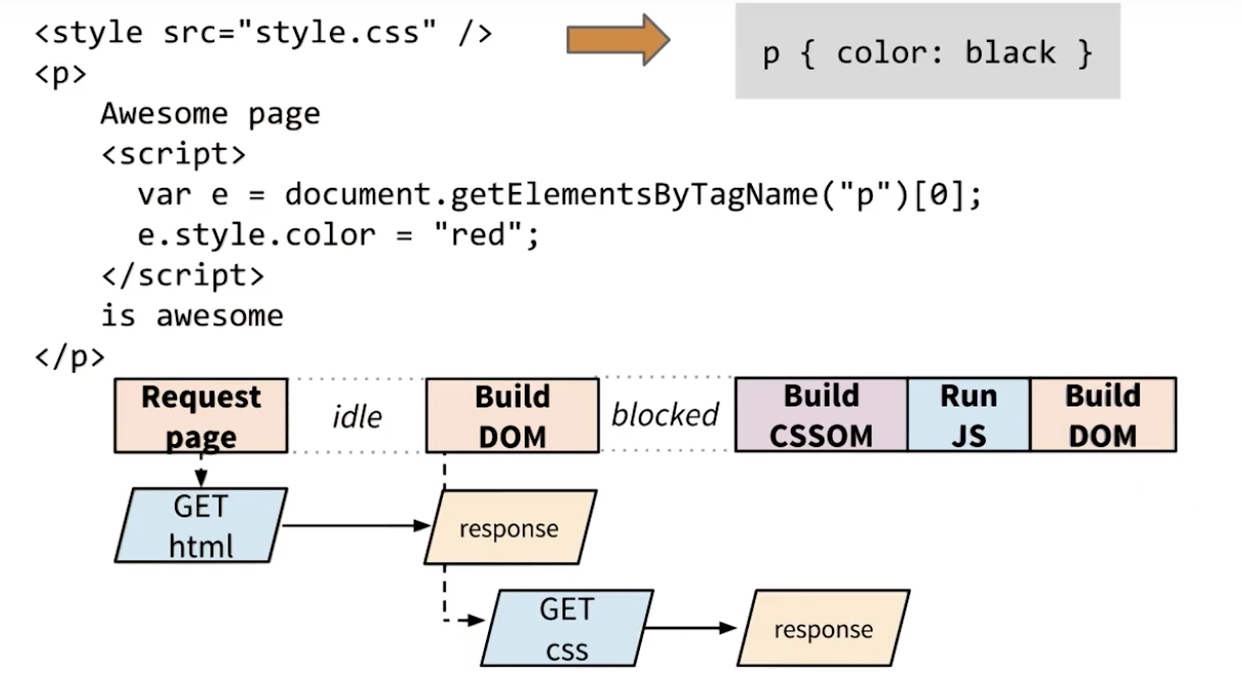 <style src="style.css" />
p { color: black }
<p>
Awesome page
<script>
var e = document.getElementsByTagName("p")[0];
e.style.color = "red";
</script>
is awesome
</p>
Request
page
idle
Build
DOM
blocked
Build
CSSOM
Run
JS
Build
DOM
GET
html
response
GET
css
response